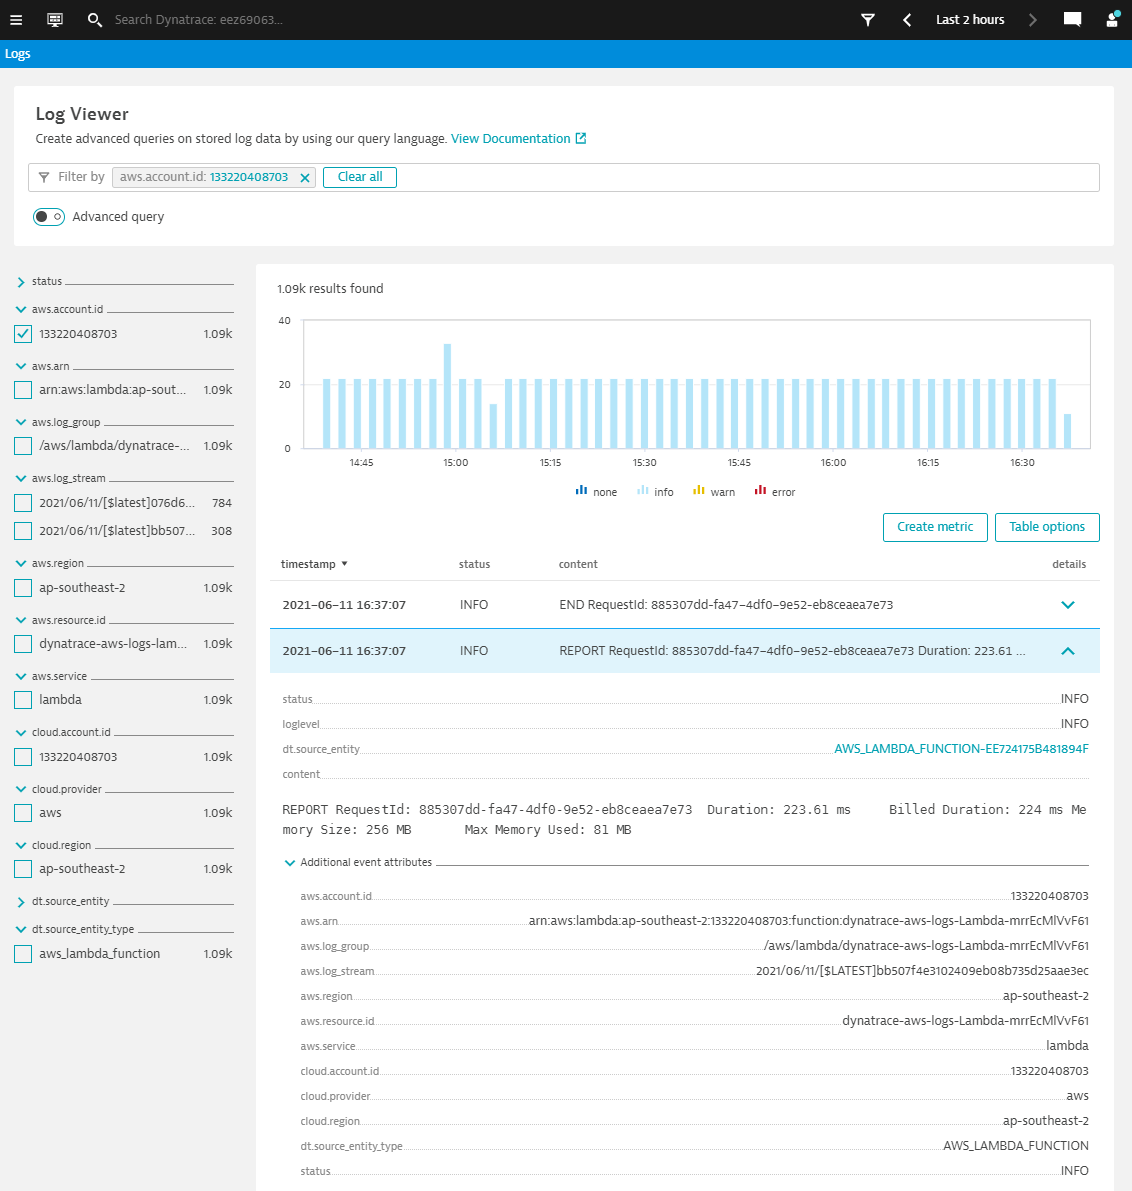 Search Dynatrace: eez69063...
Last 2 hours
Logs
Log Viewer
Create advanced queries on stored log data by using our query language. View Documentation
Filter by aws.account.id: 133220408703 Clear all
Advanced query
status
aws.account.id
133220408703 1.09k
aws.arn
arn:aws:lambda:ap-sout... 1.09k
aws.log_group
/aws/lambda/dynatrace-... 1.09k
aws.log_stream
2021/06/11/[$latest]076d6... 784
2021/06/11/[$latest]bb507... 308
aws.region
ap-southeast-2 1.09k
aws.resource.id
dynatrace-aws-logs-lam... 1.09k
aws.service
lambda 1.09k
cloud.account.id
133220408703 1.09k
cloud.provider
aws 1.09k
cloud.region
ap-southeast-2 1.09k
dt.source_entity
dt.source_entity_type
aws_lambda_function 1.09k
1.09k results found
40
20
0
14:45 15:00 15:15 15:30 15:45 16:00 16:15 16:30
none info warn error
Create metric Table options
timestamp ▼ status content details
2021-06-11 16:37:07 INFO END RequestId: 885307dd-fa47-4df0-9e52-eb8ceaea7e73
2021-06-11 16:37:07 INFO REPORT RequestId: 885307dd-fa47-4df0-9e52-eb8ceaea7e73 Duration: 223.61 ...
status INFO
loglevel INFO
dt.source_entity AWS_LAMBDA_FUNCTION-EE724175B481894F
content
REPORT RequestId: 885307dd-fa47-4df0-9e52-eb8ceaea7e73 Duration: 223.61 ms Billed Duration: 224 ms Me
mory Size: 256 MB Max Memory Used: 81 MB
Additional event attributes
aws.account.id 133220408703
aws.arn arn:aws:lambda:ap-southeast-2:133220408703:function:dynatrace-aws-logs-Lambda-mrrEcMlVvF61
aws.log_group /aws/lambda/dynatrace-aws-logs-Lambda-mrrEcMlVvF61
aws.log_stream 2021/06/11/[$LATEST]bb507f4e3102409eb08b735d25aae3ec
aws.region ap-southeast-2
aws.resource.id dynatrace-aws-logs-Lambda-mrrEcMlVvF61
aws.service lambda
cloud.account.id 133220408703
cloud.provider aws
cloud.region ap-southeast-2
dt.source_entity_type AWS_LAMBDA_FUNCTION
status INFO